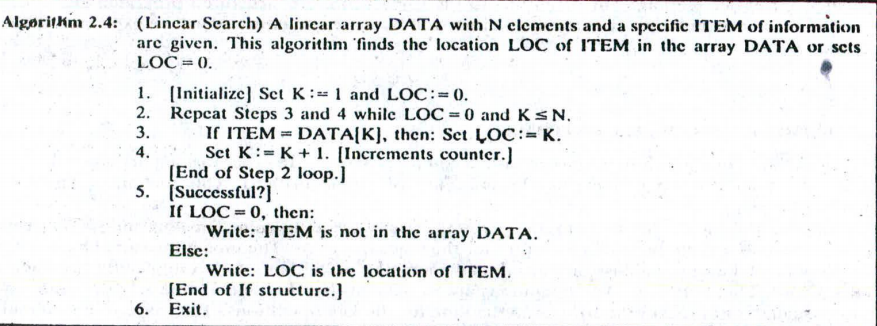 Algorithm 2.4: (Linear Search) A linear array DATA with N elements and a specific ITEM of information
are given. This algorithm finds the location LOC of ITEM in the array DATA or sets
LOC = 0.
1. [Initialize] Set K := 1 and LOC := 0.
2. Repeat Steps 3 and 4 while LOC = 0 and K ≤ N.
3. If ITEM = DATA[K], then: Set LOC := K.
4. Set K := K + 1. [Increments counter.]
[End of Step 2 loop.]
5. [Successful?]
If LOC = 0, then:
Write: ITEM is not in the array DATA.
Else:
Write: LOC is the location of ITEM.
[End of If structure.]
6. Exit.